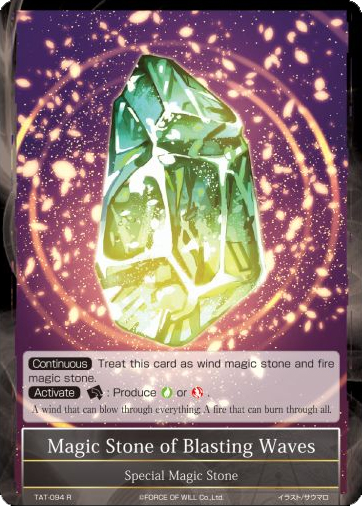 Continuous Treat this card as wind magic stone and fire
magic stone.
Activate : Produce or .
A wind that can blow through everything. A fire that can burn through all.
Magic Stone of Blasting Waves
Special Magic Stone
TAT-094 R ©FORCE OF WILL Co.,Ltd. イラスト/サウマロ